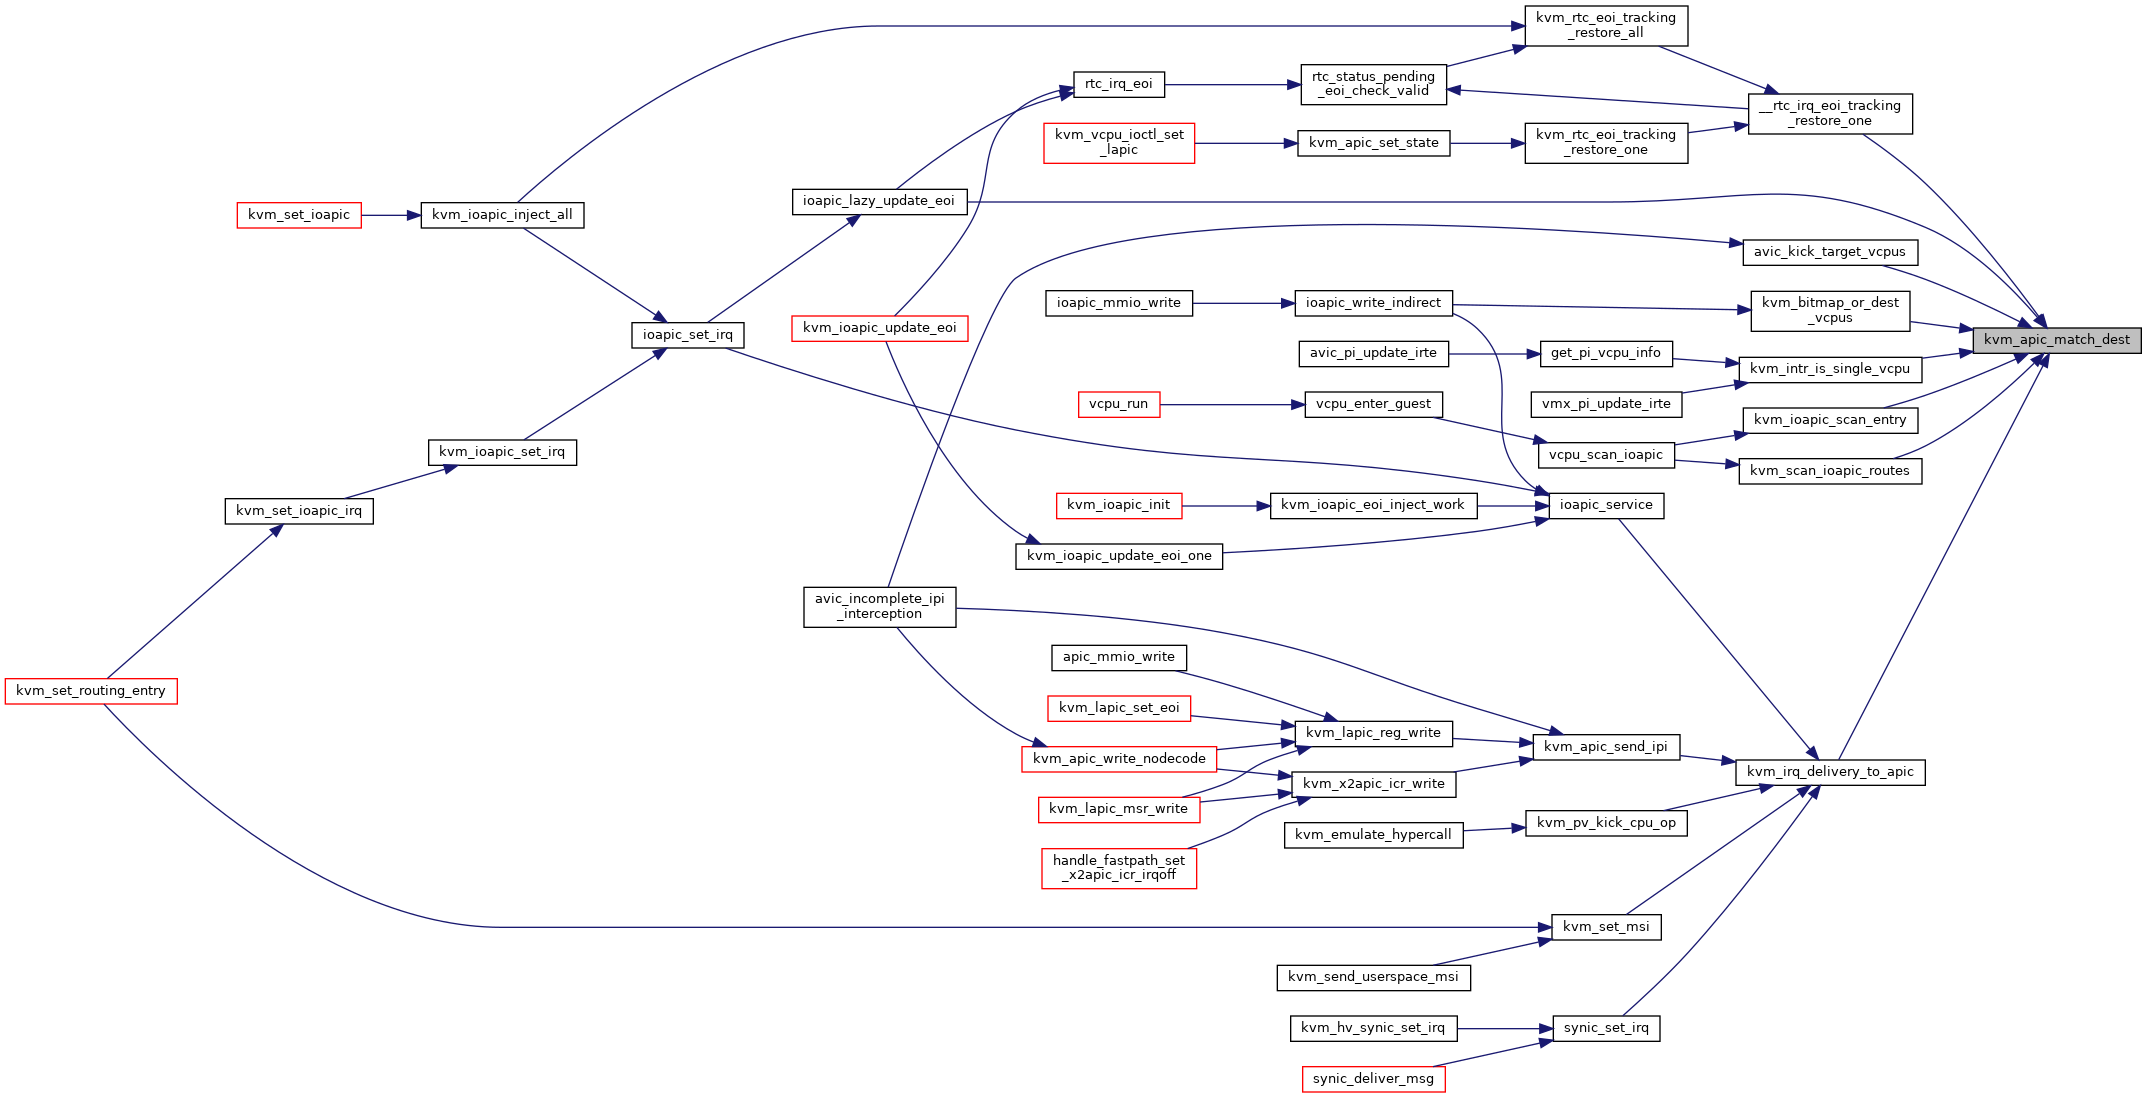 kvm_rtc_eoi_tracking
_restore_all
rtc_status_pending
_eoi_check_valid
rtc_irq_eoi
__rtc_irq_eoi_tracking
_restore_one
kvm_vcpu_ioctl_set
_lapic
kvm_apic_set_state
kvm_rtc_eoi_tracking
_restore_one
ioapic_lazy_update_eoi
kvm_set_ioapic
kvm_ioapic_inject_all
avic_kick_target_vcpus
ioapic_mmio_write
ioapic_write_indirect
kvm_bitmap_or_dest
_vcpus
kvm_ioapic_update_eoi
ioapic_set_irq
kvm_apic_match_dest
avic_pi_update_irte
get_pi_vcpu_info
kvm_intr_is_single_vcpu
vcpu_run
vcpu_enter_guest
vmx_pi_update_irte
kvm_ioapic_scan_entry
kvm_ioapic_set_irq
vcpu_scan_ioapic
kvm_scan_ioapic_routes
kvm_set_ioapic_irq
kvm_ioapic_init
kvm_ioapic_eoi_inject_work
ioapic_service
kvm_ioapic_update_eoi_one
avic_incomplete_ipi
_interception
apic_mmio_write
kvm_set_routing_entry
kvm_lapic_set_eoi
kvm_lapic_reg_write
kvm_apic_send_ipi
kvm_apic_write_nodecode
kvm_irq_delivery_to_apic
kvm_x2apic_icr_write
kvm_lapic_msr_write
kvm_pv_kick_cpu_op
kvm_emulate_hypercall
handle_fastpath_set
_x2apic_icr_irqoff
kvm_set_msi
kvm_send_userspace_msi
kvm_hv_synic_set_irq
synic_set_irq
synic_deliver_msg